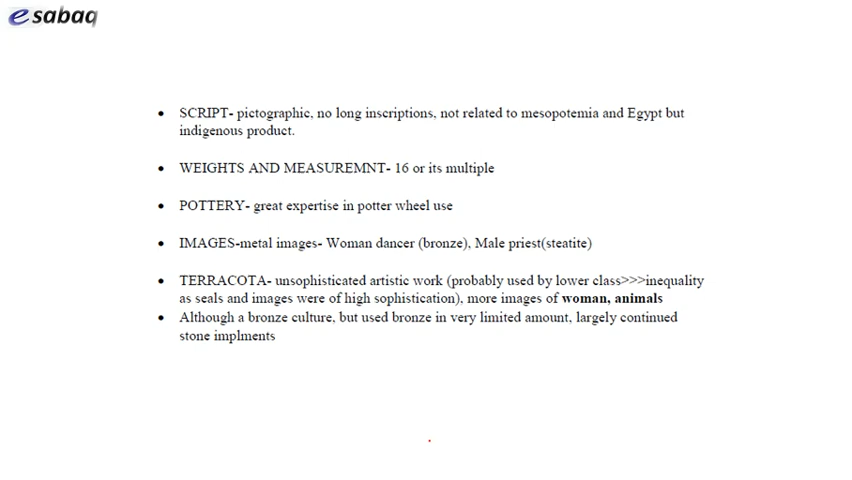 esabaq
• SCRIPT- pictographic, no long inscriptions, not related to mesopotemia and Egypt but
indigenous product.
• WEIGHTS AND MEASUREMNT- 16 or its multiple
• POTTERY- great expertise in potter wheel use
• IMAGES-metal images- Woman dancer (bronze), Male priest(steatite)
• TERRACOTA- unsophisticated artistic work (probably used by lower class>>>inequality
as seals and images were of high sophistication), more images of woman, animals
• Although a bronze culture, but used bronze in very limited amount, largely continued
stone implments